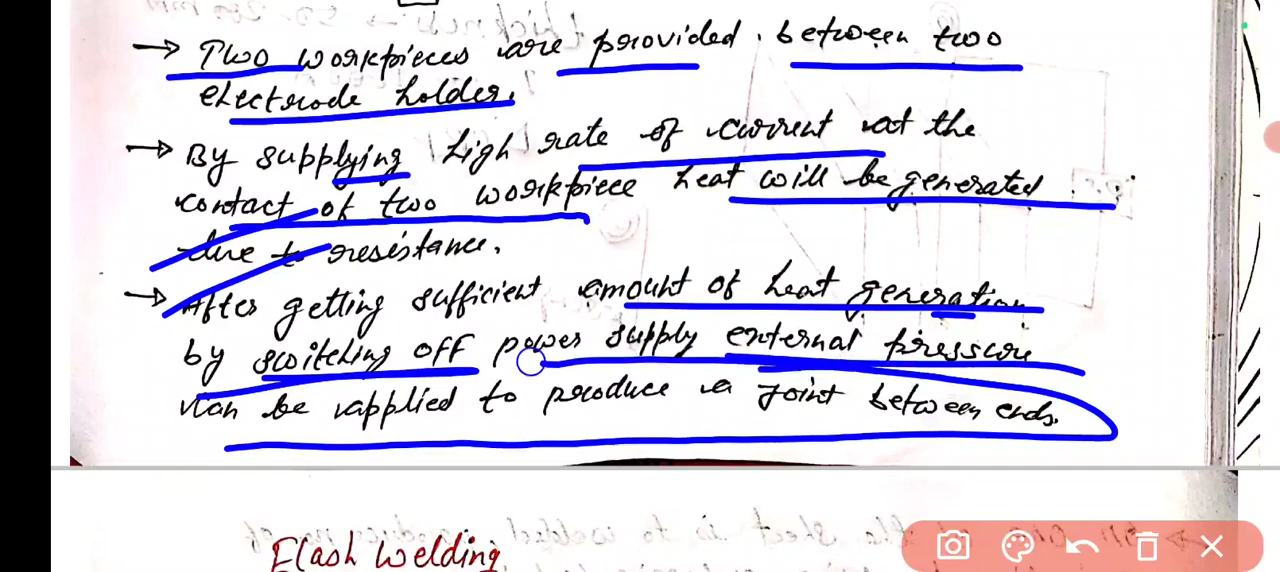 → Two workpieces are provided. between two
electrode holder.
→ By supplying high rate of current at the
contact of two workpiece heat will be generated.
due to resistance.
→ After getting sufficient amount of heat generation
by switching off power supply external pressure
can be applied to produce a joint between ends.
Flash Welding